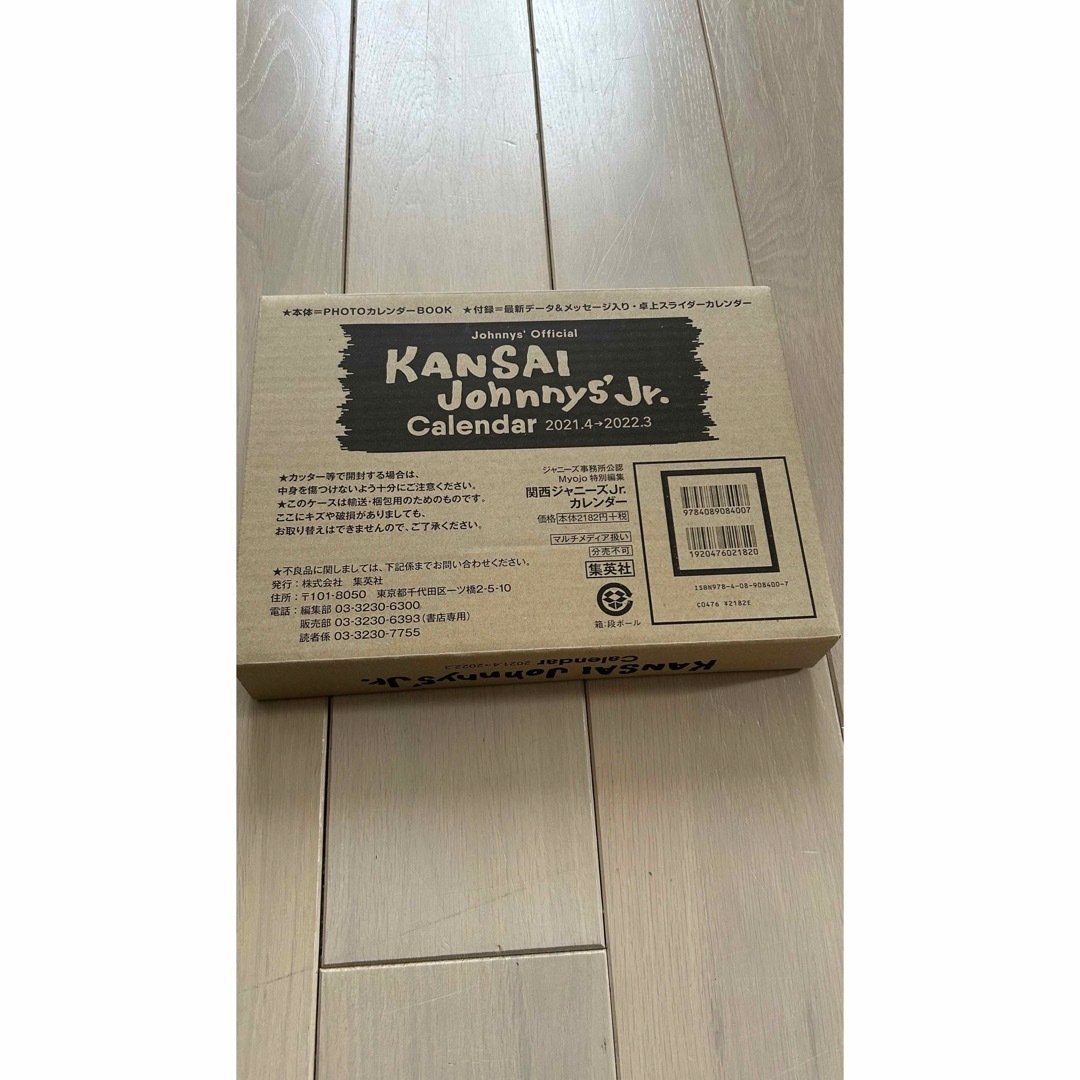 ★本体=PHOTOカレンダーBOOK ★付録=最新データ&メッセージ入り・卓上スライダーカレンダー
Johnnys' Official
KANSAI
Johnnys' Jr.
Calendar 2021.4→2022.3
★カッター等で開封する場合は、
中身を傷つけないよう十分にご注意ください。
★このケースは輸送・梱包用のためのものです。
ここにキズや破損がありましても、
お取り替えはできませんので、ご了承ください。
★不良品に関しましては、下記係までお問い合わせください。
発行:株式会社 集英社
住所:〒101-8050 東京都千代田区一ツ橋2-5-10
電話:編集部 03-3230-6300
販売部 03-3230-6393(書店専用)
読者係 03-3230-7755
ジャニーズ事務所公認
Myojo 特別編集
関西ジャニーズJr.
カレンダー
価格 本体2182円+税
マルチメディア扱い
分売不可
集英社
箱:段ボール
9784089084007
1920476021820
ISBN978-4-08-908400-7
C0476 ¥2182E
KANSAI Johnnys' Jr.
Calendar 2021.4→2022.3